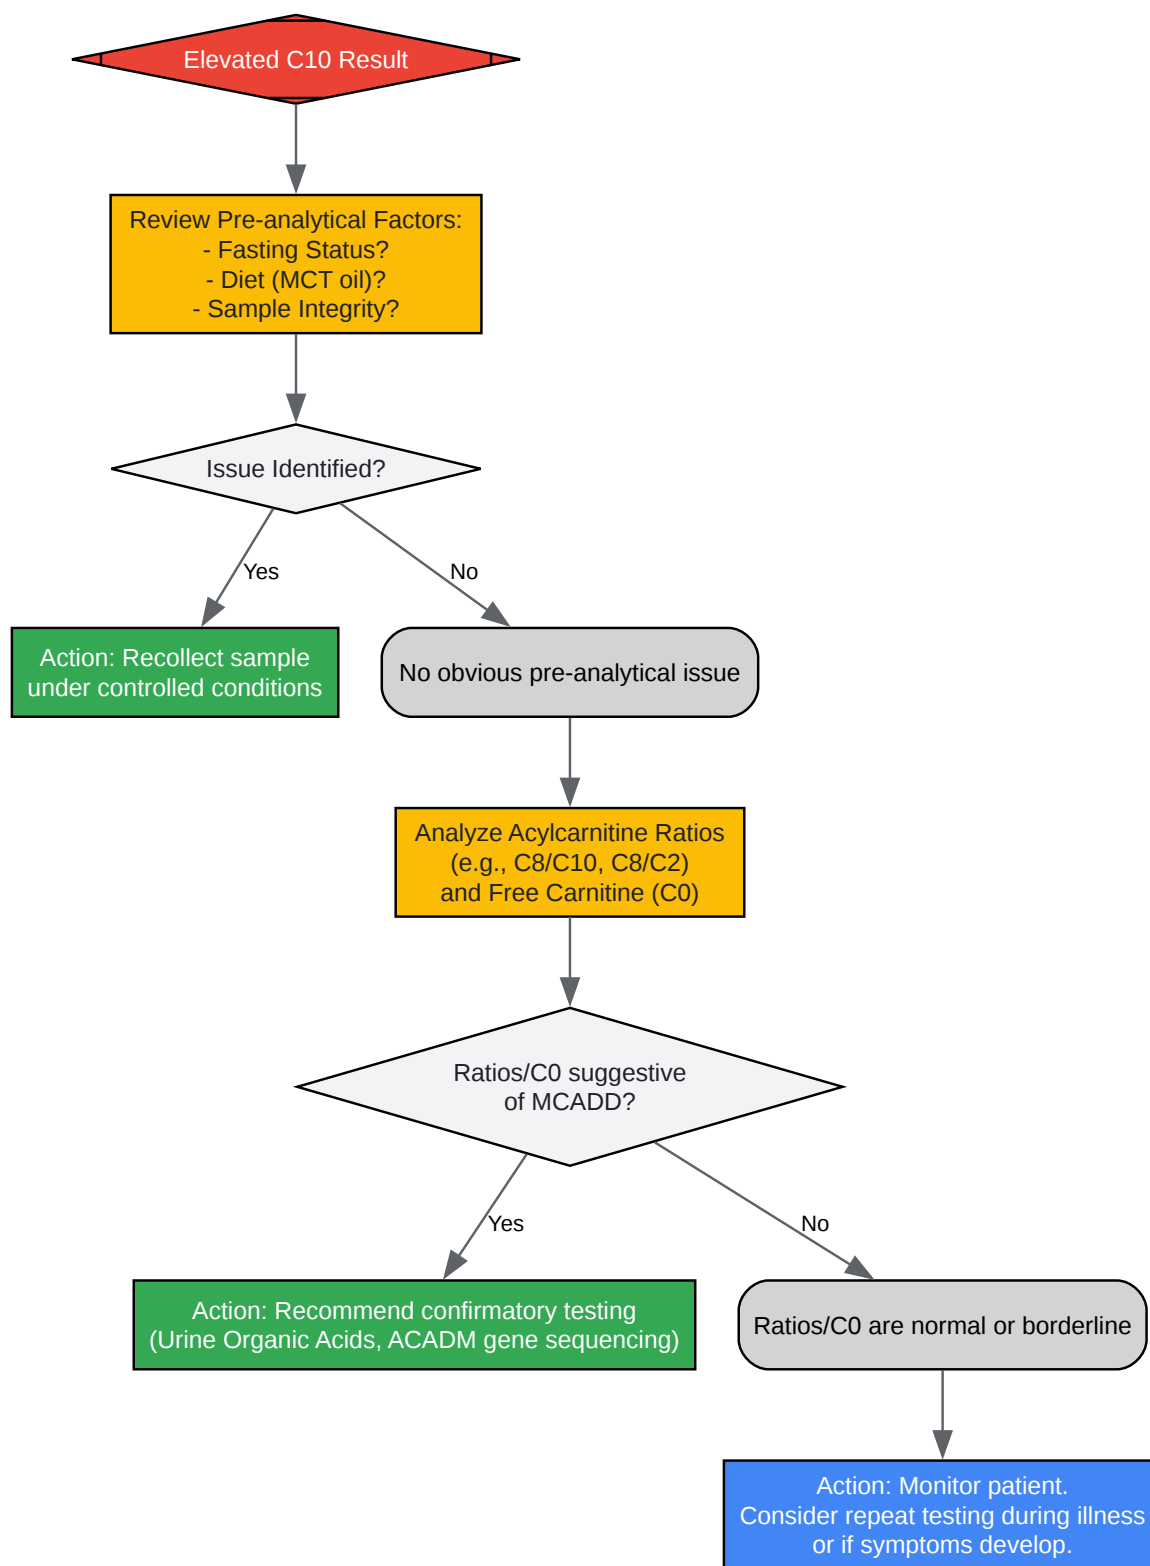 Elevated C10 Result
Review Pre-analytical Factors:
- Fasting Status?
- Diet (MCT oil)?
- Sample Integrity?
Issue Identified?
Yes
No
Action: Recollect sample
under controlled conditions
No obvious pre-analytical issue
Analyze Acylcarnitine Ratios
(e.g., C8/C10, C8/C2)
and Free Carnitine (C0)
Ratios/C0 suggestive
of MCADD?
Yes
No
Action: Recommend confirmatory testing
(Urine Organic Acids, ACADM gene sequencing)
Ratios/C0 are normal or borderline
Action: Monitor patient.
Consider repeat testing during illness
or if symptoms develop.